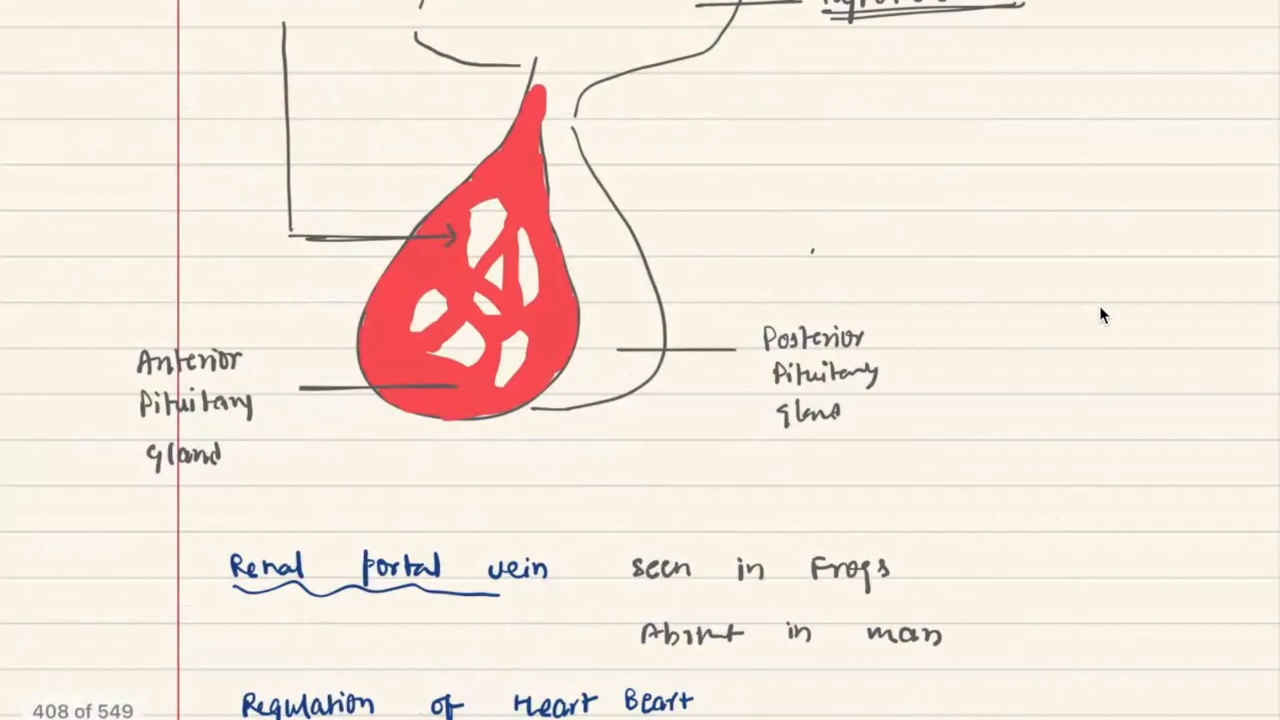 Anterior
Pituitary
gland
Posterior
Pituitary
gland
Renal portal vein seen in Frogs
Absent in man
Regulation of Heart Beart
408 of 549